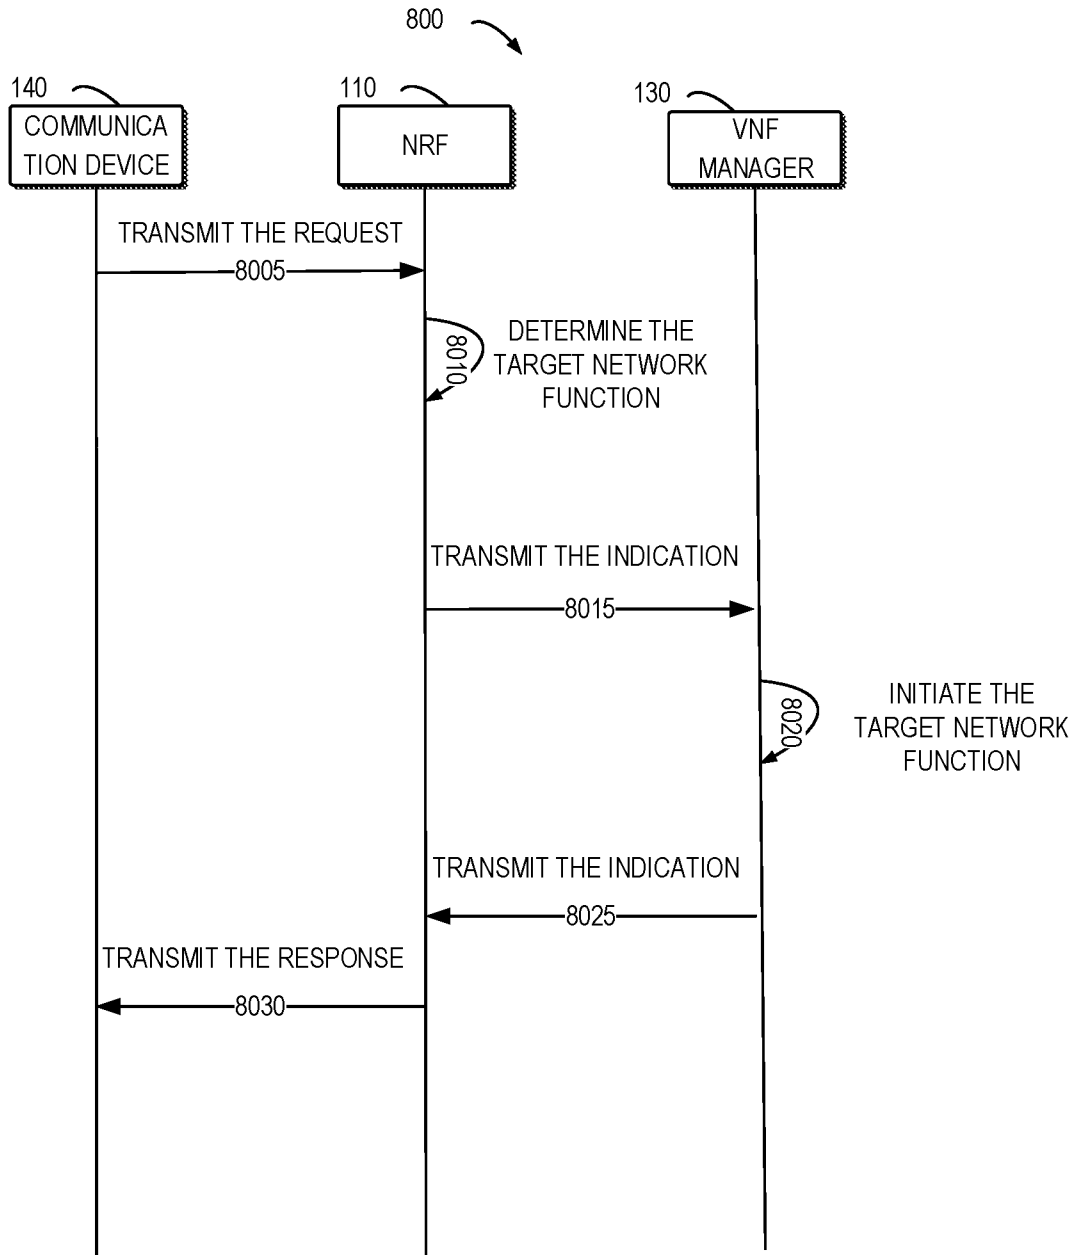 800
140
110
130
COMMUNICA
TION DEVICE
NRF
VNF
MANAGER
TRANSMIT THE REQUEST
8005
8010
DETERMINE THE
TARGET NETWORK
FUNCTION
TRANSMIT THE INDICATION
8015
8020
INITIATE THE
TARGET NETWORK
FUNCTION
TRANSMIT THE INDICATION
8025
TRANSMIT THE RESPONSE
8030